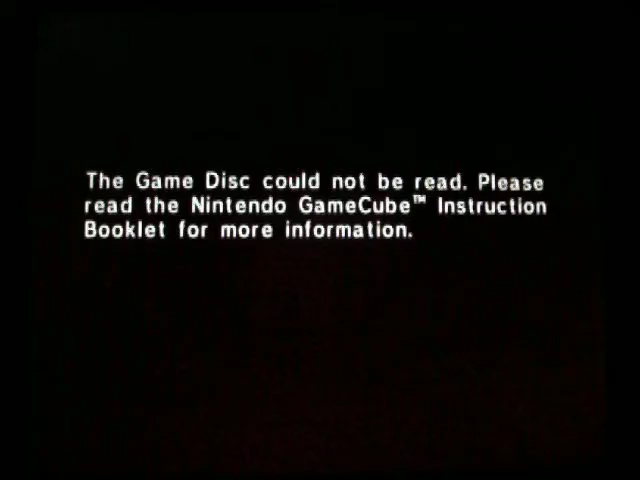 The Game Disc could not be read. Please
read the Nintendo GameCube™ Instruction
Booklet for more information.